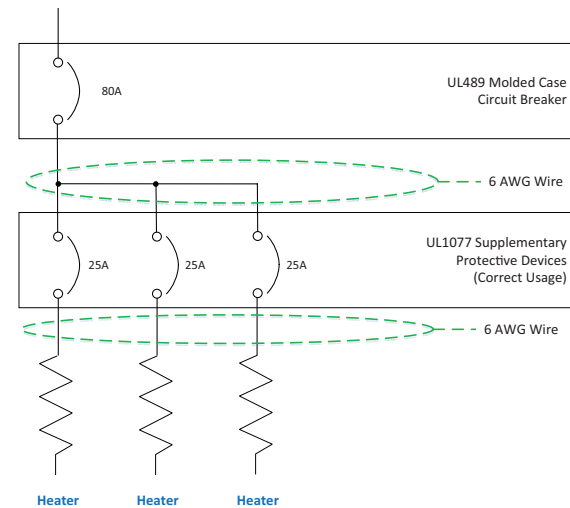 80A
UL489 Molded Case
Circuit Breaker
6 AWG Wire
25A
25A
25A
UL1077 Supplementary
Protective Devices
(Correct Usage)
6 AWG Wire
Heater
Heater
Heater